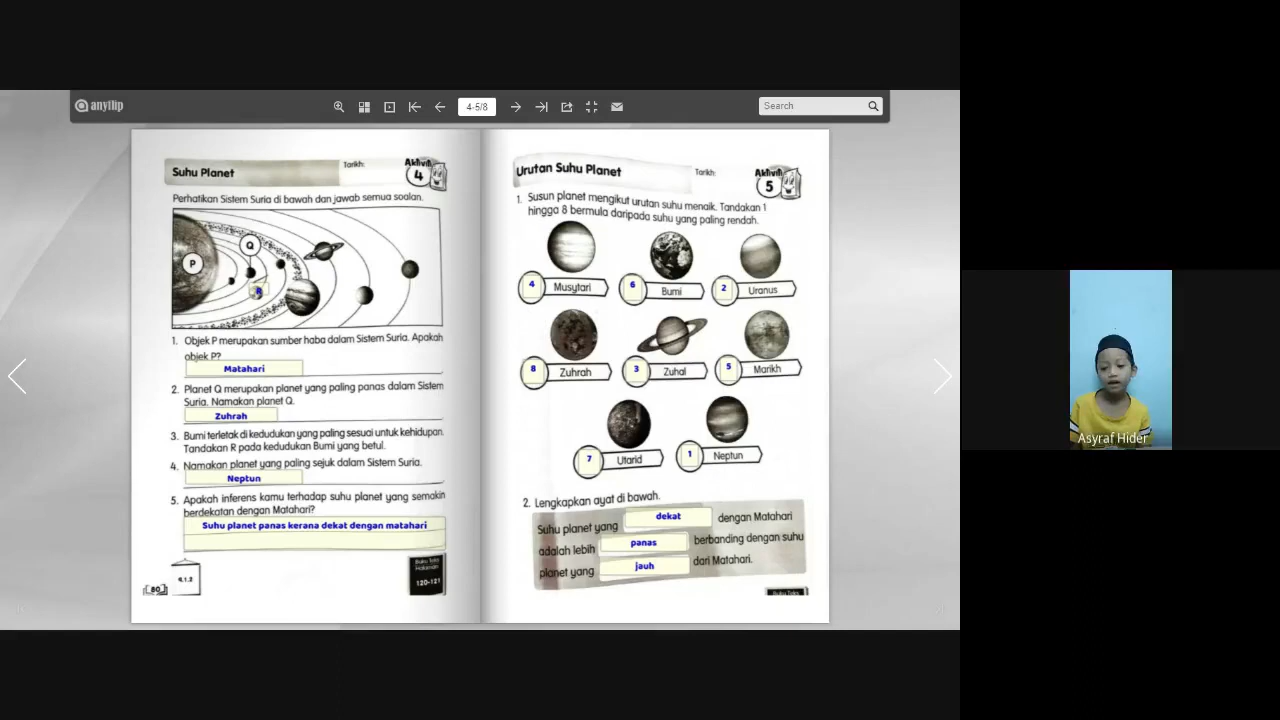 anyflip
4-5/8
Search
Suhu Planet
Tarikh:
Aktiviti
4
Perhatikan Sistem Suria di bawah dan jawab semua soalan.
P
Q
R
1. Objek P merupakan sumber haba dalam Sistem Suria. Apakah
objek P?
Matahari
2. Planet Q merupakan planet yang paling panas dalam Sistem
Suria. Namakan planet Q.
Zuhrah
3. Bumi terletak di kedudukan yang paling sesuai untuk kehidupan.
Tandakan R pada kedudukan Bumi yang betul.
4. Namakan planet yang paling sejuk dalam Sistem Suria.
Neptun
5. Apakah inferens kamu terhadap suhu planet yang semakin
berdekatan dengan Matahari?
Suhu planet panas kerana dekat dengan matahari
80
9.1.2
Buku Teks
Halaman
120-121
Urutan Suhu Planet
Tarikh:
Aktiviti
5
1. Susun planet mengikut urutan suhu menaik. Tandakan 1
hingga 8 bermula daripada suhu yang paling rendah.
4 Musytari
6 Bumi
2 Uranus
8 Zuhrah
3 Zuhal
5 Marikh
7 Utarid
1 Neptun
2. Lengkapkan ayat di bawah.
Suhu planet yang dekat dengan Matahari
adalah lebih panas berbanding dengan suhu
planet yang jauh dari Matahari.
Buku Teks
Asyraf Hider